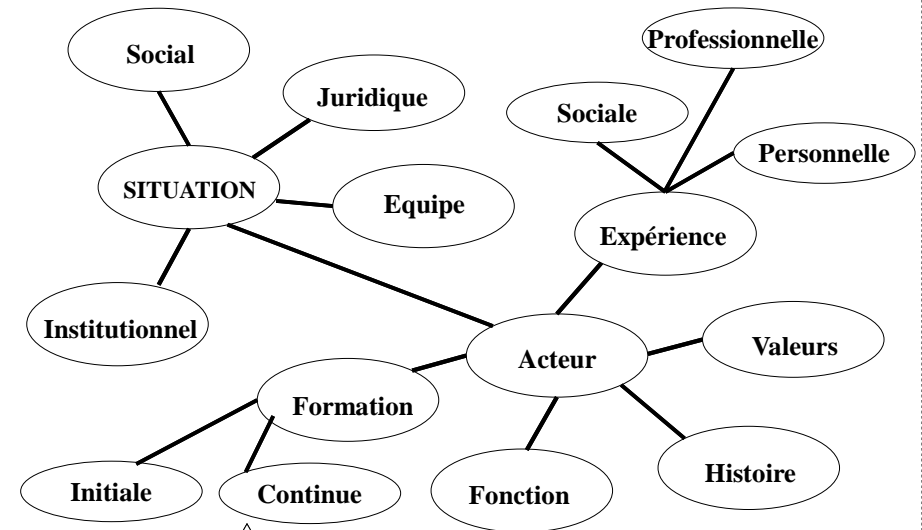 Professionnelle
Social
Juridique
Sociale
Personnelle
SITUATION
Equipe
Expérience
Institutionnel
Acteur
Valeurs
Formation
Histoire
Initiale
Continue
Fonction